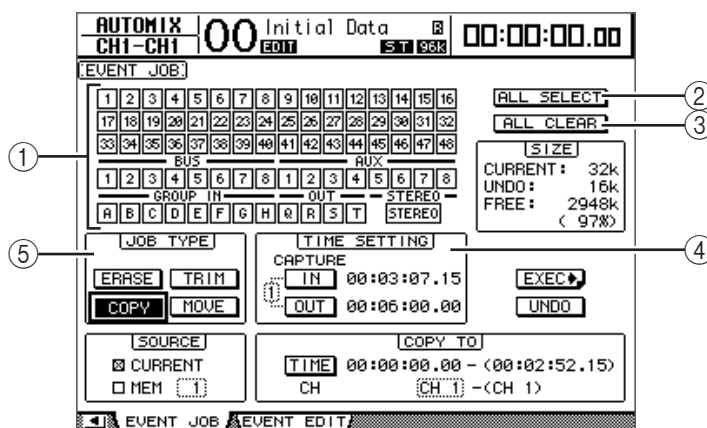 AUTOMIX
CH1-CH1
00
Initial Data
EDIT
ST 96k
00:00:00.00
EVENT JOB
1 2 3 4 5 6 7 8 9 10 11 12 13 14 15 16
17 18 19 20 21 22 23 24 25 26 27 28 29 30 31 32
33 34 35 36 37 38 39 40 41 42 43 44 45 46 47 48
BUS AUX
1 2 3 4 5 6 7 8 1 2 3 4 5 6 7 8
GROUP IN OUT STEREO
A B C D E F G H Q R S T STEREO
ALL SELECT
ALL CLEAR
SIZE
CURRENT: 32k
UNDO: 16k
FREE: 2948k
( 97%)
1
2
3
5
JOB TYPE
ERASE TRIM
COPY MOVE
TIME SETTING
CAPTURE
1
IN 00:03:07.15
OUT 00:06:00.00
4
EXEC
UNDO
SOURCE
CURRENT
MEM 1
COPY TO
TIME 00:00:00.00 - (00:02:52.15)
CH CH 1 -(CH 1)
EVENT JOB EVENT EDIT